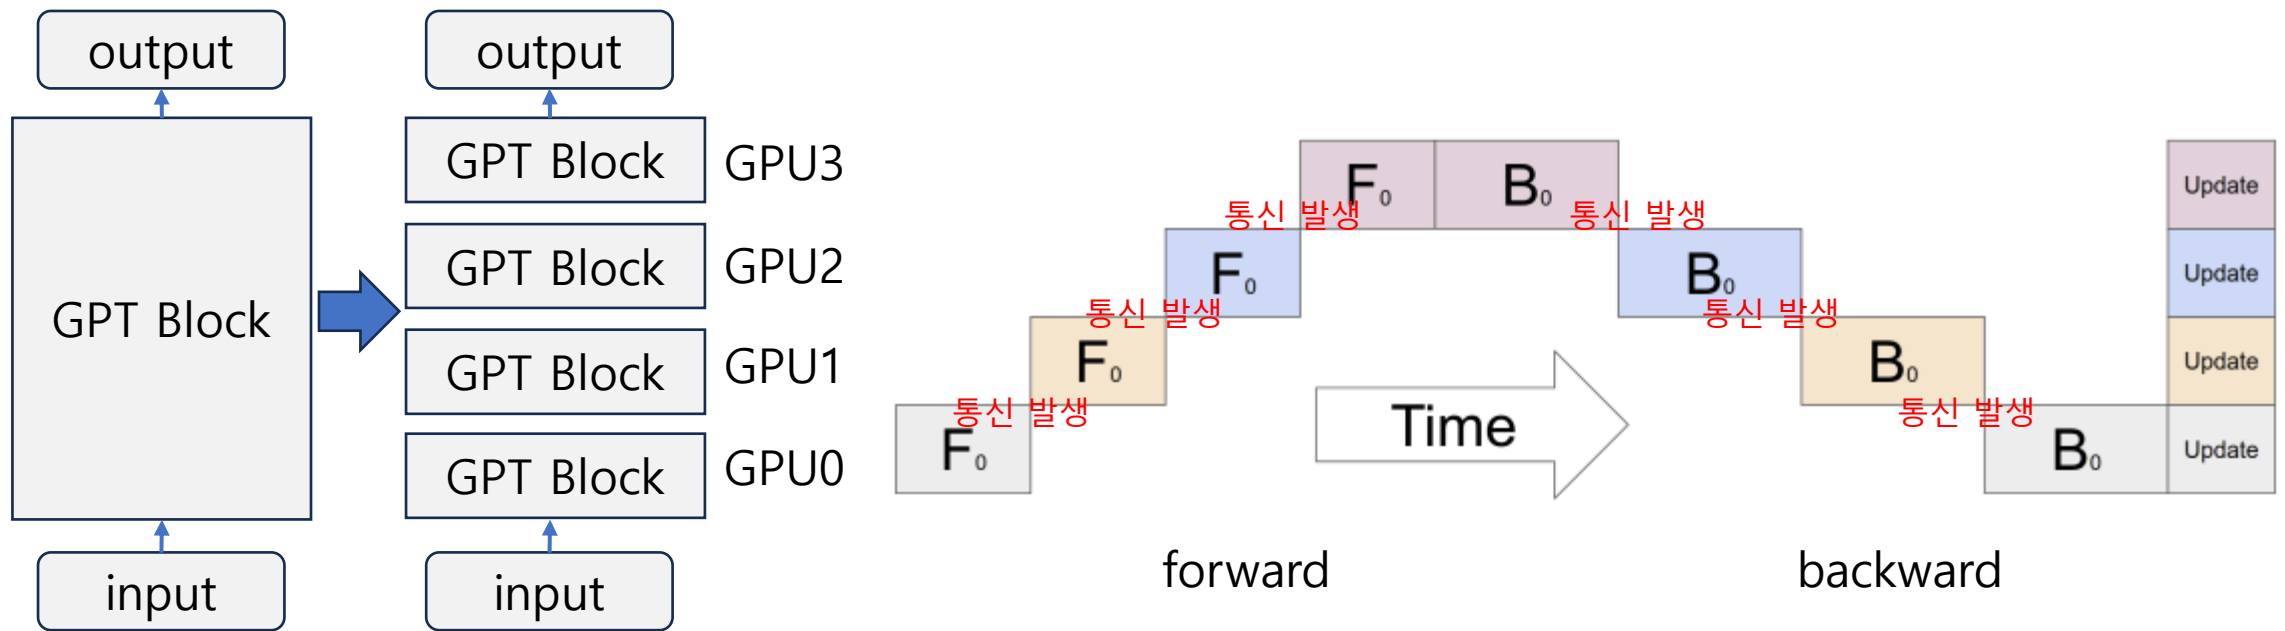 output
GPT Block
input
output
GPT Block GPU3
GPT Block GPU2
GPT Block GPU1
GPT Block GPU0
input
F0 B0 Update
통신 발생 통신 발생
F0 B0 Update
통신 발생 통신 발생
F0 B0 Update
통신 발생 통신 발생
F0 Time B0 Update
forward backward